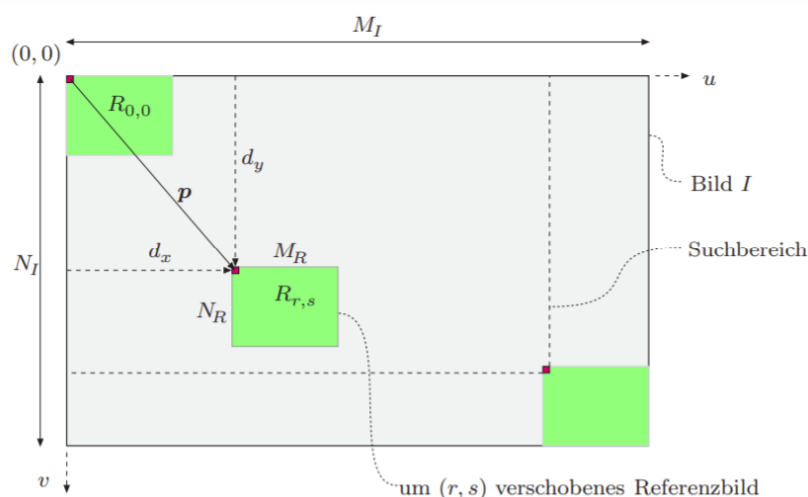 M_I
(0, 0)
u
R_{0,0}
d_y
p
Bild I
d_x
M_R
Suchbereich
N_I
R_{r,s}
N_R
v
um (r, s) verschobenes Referenzbild